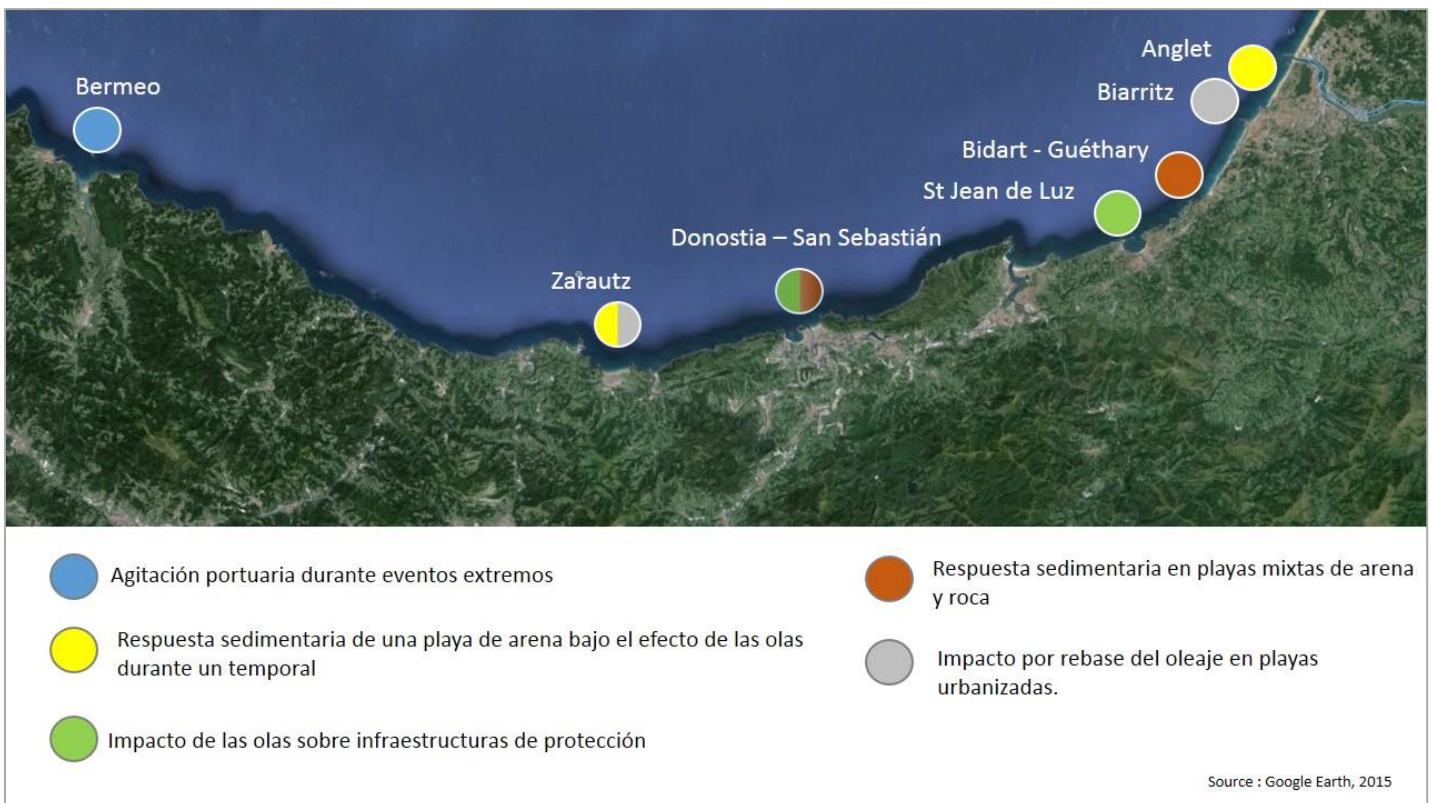 Bermeo
Anglet
Biarritz
Bidart - Guéthary
St Jean de Luz
Donostia – San Sebastián
Zarautz
Agitación portuaria durante eventos extremos
Respuesta sedimentaria de una playa de arena bajo el efecto de las olas
durante un temporal
Impacto de las olas sobre infraestructuras de protección
Respuesta sedimentaria en playas mixtas de arena
y roca
Impacto por rebase del oleaje en playas
urbanizadas.
Source : Google Earth, 2015